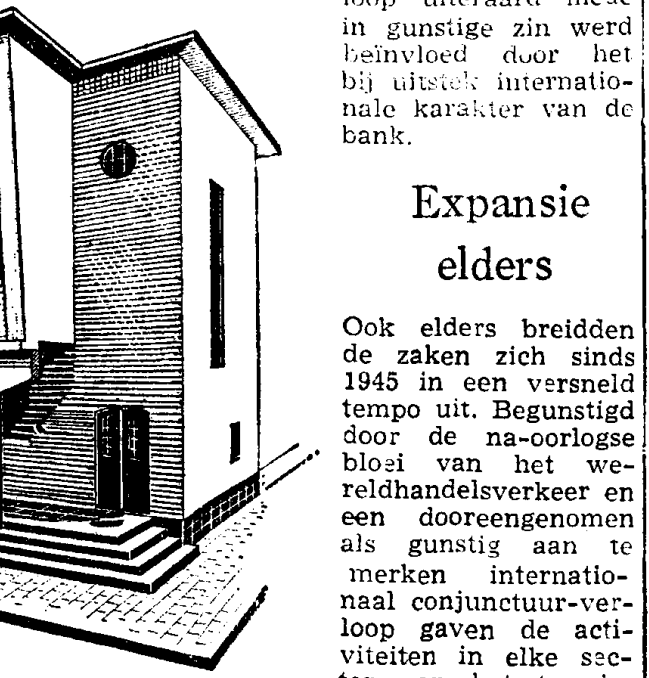 loop uiteraard mede
in gunstige zin werd
beïnvloed door het
bij uitstek internatio-
nale karakter van de
bank.
Expansie
elders
Ook elders breidden
de zaken zich sinds
1945 in een versneld
tempo uit. Begunstigd
door de na-oorlogse
bloei van het we-
reldhandelsverkeer en
een dooreengenomen
als gunstig aan te
merken internatio-
naal conjunctuur-ver-
loop gaven de acti-
viteiten in elke sec-